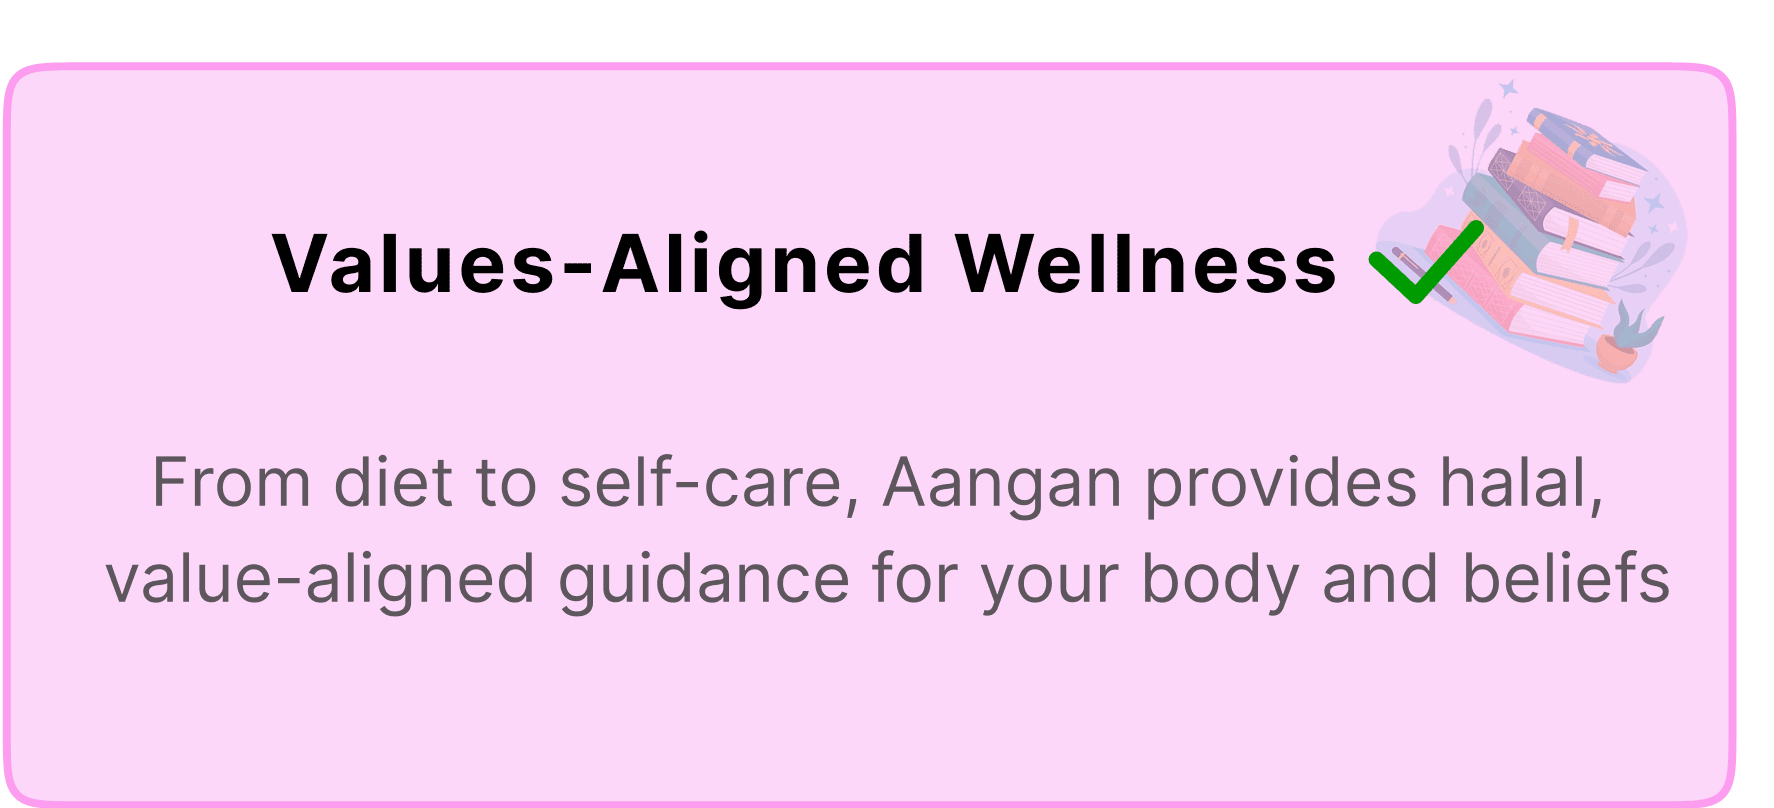 Values-Aligned Wellness
From diet to self-care, Aangan provides halal,
value-aligned guidance for your body and beliefs